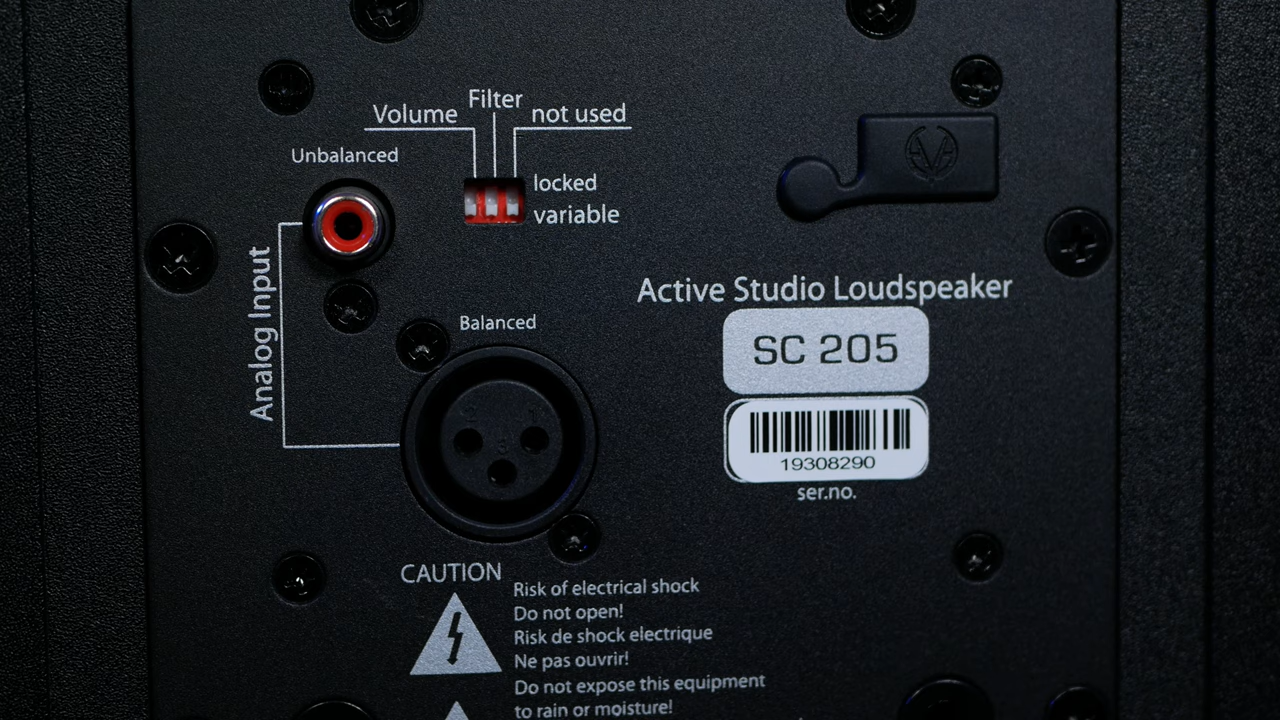 Volume
Filter
not used
Unbalanced
locked
variable
Analog Input
Balanced
Active Studio Loudspeaker
SC 205
19308290
ser.no.
CAUTION
Risk of electrical shock
Do not open!
Risk de shock electrique
Ne pas ouvrir!
Do not expose this equipment
to rain or moisture!